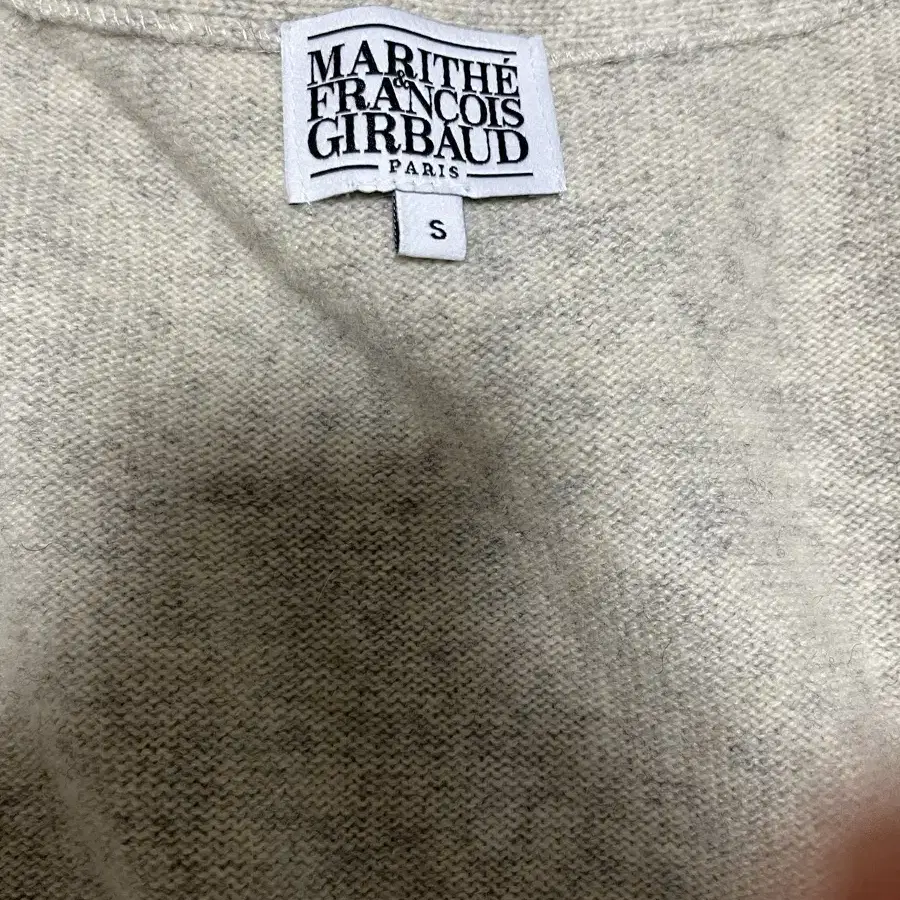 MARITHÉ
&
FRANÇOIS
GIRBAUD
PARIS
S